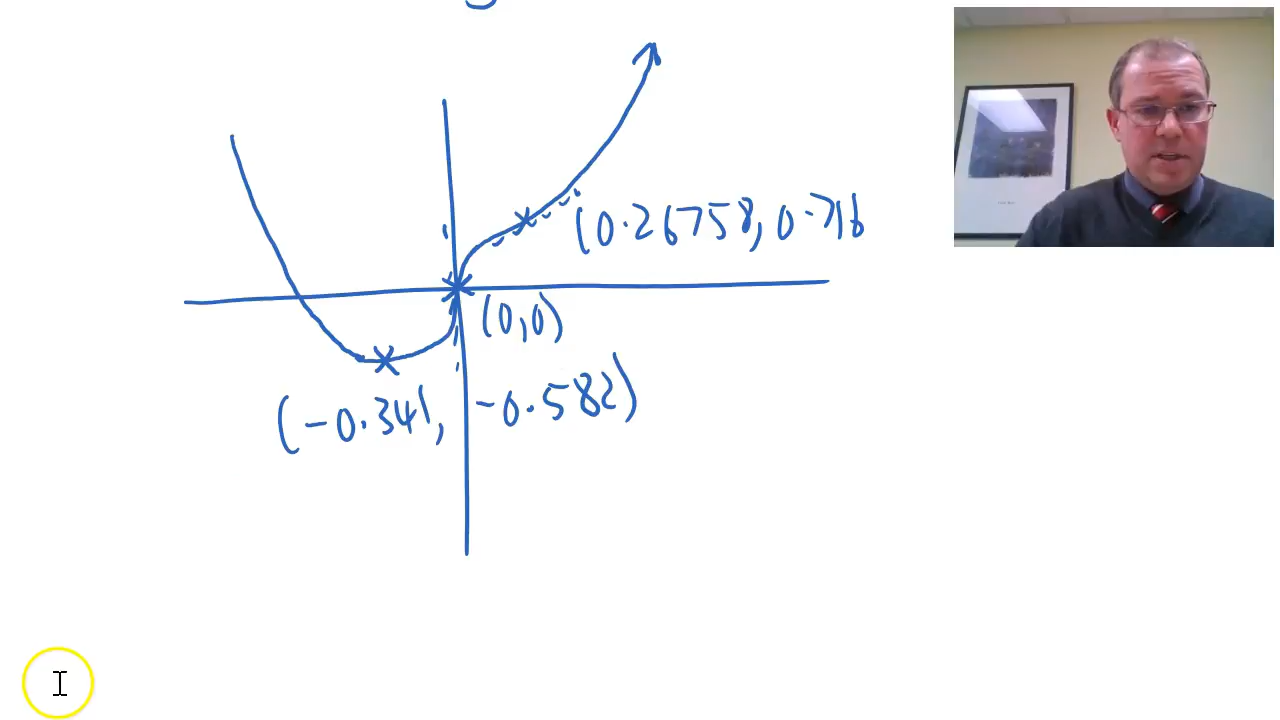 (0.26758, 0.716
(0,0)
(-0.341, -0.582)